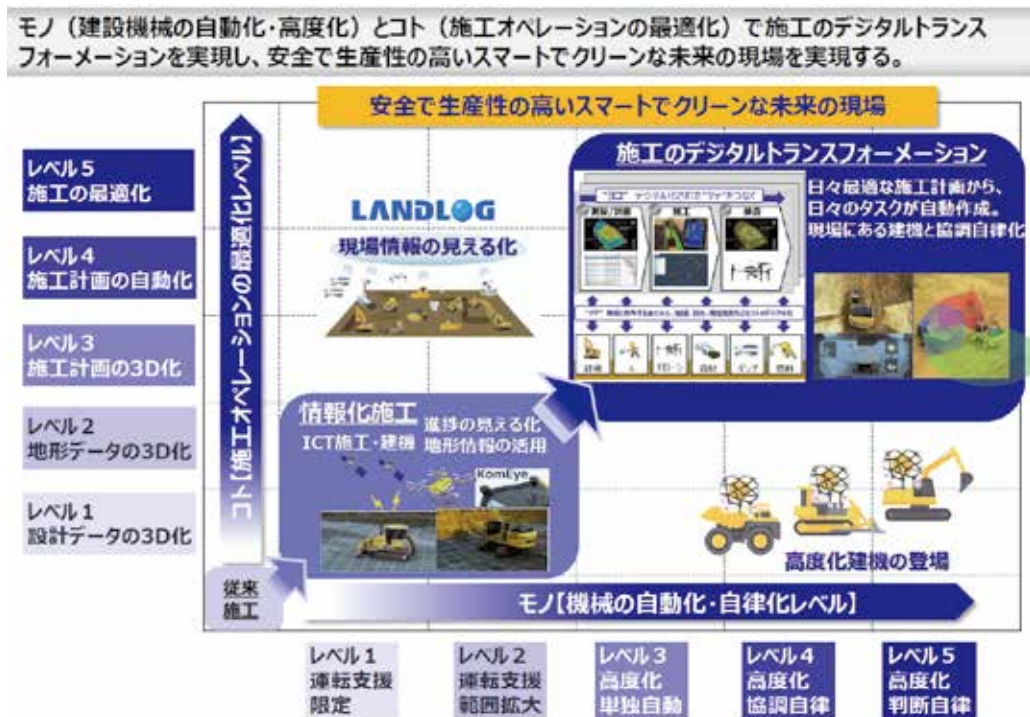 モノ（建設機械の自動化・高度化）とコト（施工オペレーションの最適化）で施工のデジタルトランス
フォーメーションを実現し、安全で生産性の高いスマートでクリーンな未来の現場を実現する。
安全で生産性の高いスマートでクリーンな未来の現場
レベル５
施工の最適化
レベル４
施工計画の自動化
レベル３
施工計画の3D化
レベル２
地形データの3D化
レベル１
設計データの3D化
コト【施工オペレーションの最適化レベル】
従来
施工
LANDLOG
現場情報の見える化
施工のデジタルトランスフォーメーション
日々最適な施工計画から、
日々のタスクが自動作成。
現場にある建機と協調自律化
施工
検査
ドローン
情報化施工
進捗の見える化
ICT施工・建機
地形情報の活用
KomEye
高度化建機の登場
モノ【機械の自動化・自律化レベル】
レベル１
運転支援
限定
レベル２
運転支援
範囲拡大
レベル３
高度化
単独自動
レベル４
高度化
協調自律
レベル５
高度化
判断自律